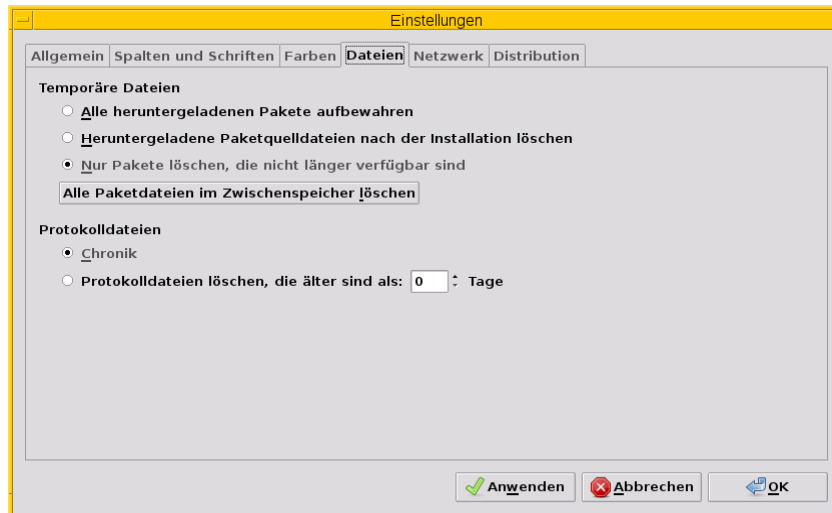 Einstellungen
Allgemein Spalten und Schriften Farben Dateien Netzwerk Distribution
Temporäre Dateien
Alle heruntergeladenen Pakete aufbewahren
Heruntergeladene Paketquelldateien nach der Installation löschen
Nur Pakete löschen, die nicht länger verfügbar sind
Alle Paketdateien im Zwischenspeicher löschen
Protokolldateien
Chronik
Protokolldateien löschen, die älter sind als: 0 Tage
Anwenden Abbrechen OK